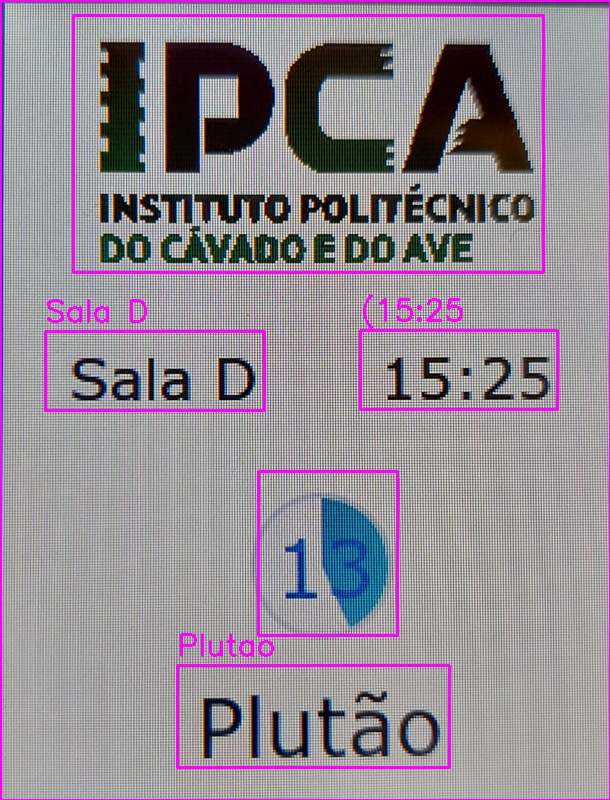 IPCA
INSTITUTO POLITÉCNICO
DO CÁVADO E DO AVE
Sala D (15:25
Sala D 15:25
13
Plutao
Plutão